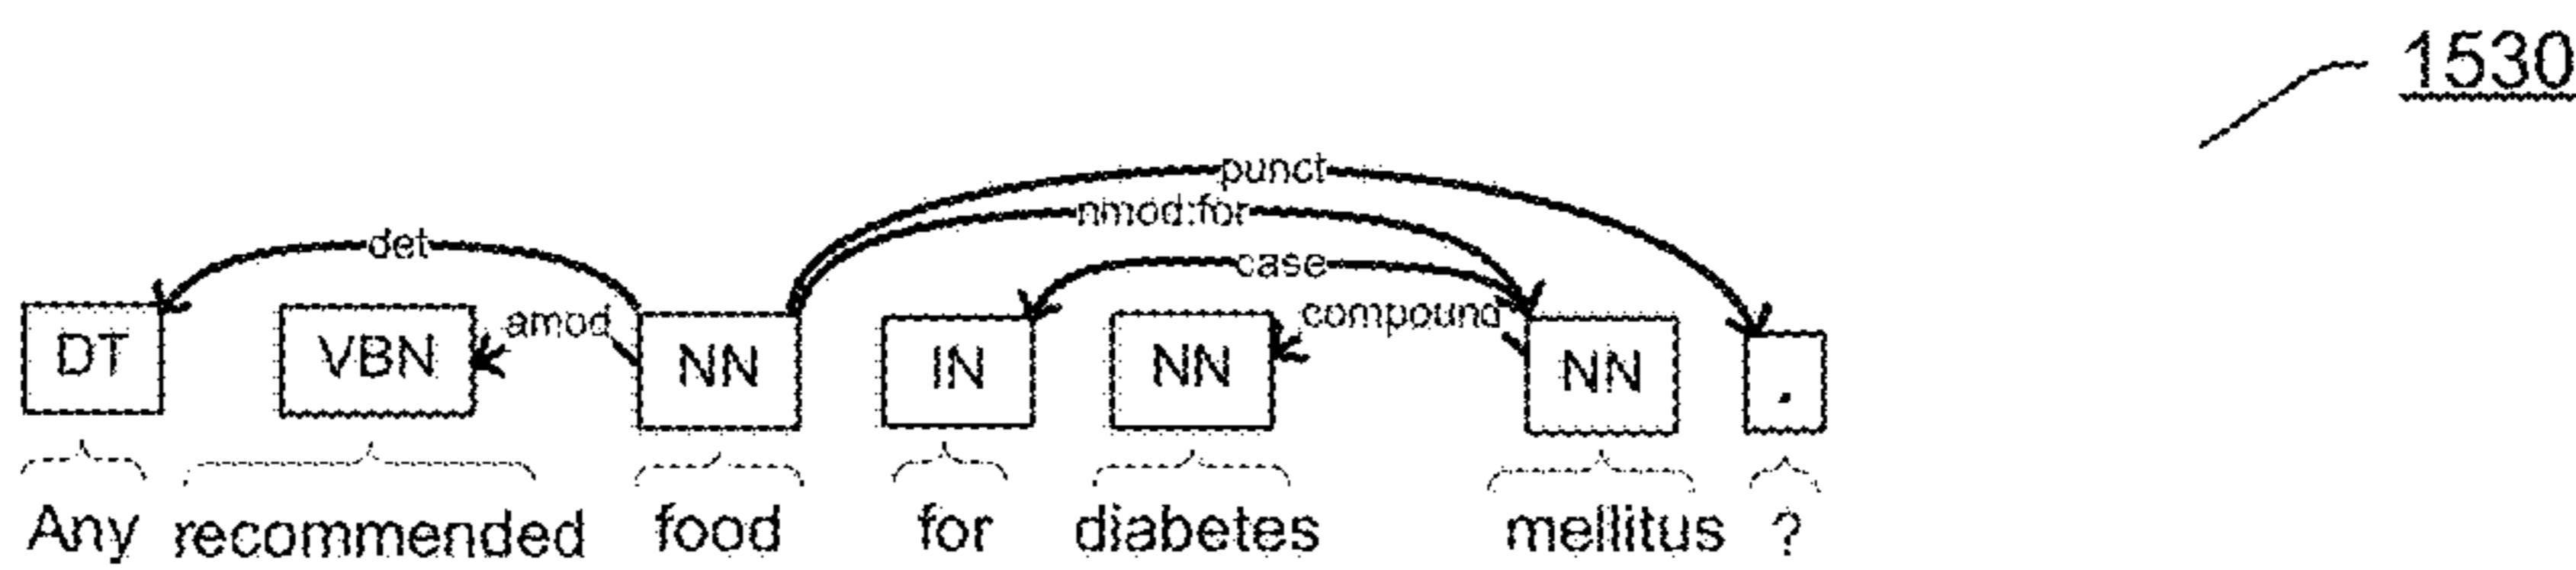 1530
punct
nmod:for
det
case
amod
compound
DT VBN NN IN NN NN .
Any recommended food for diabetes mellitus ?